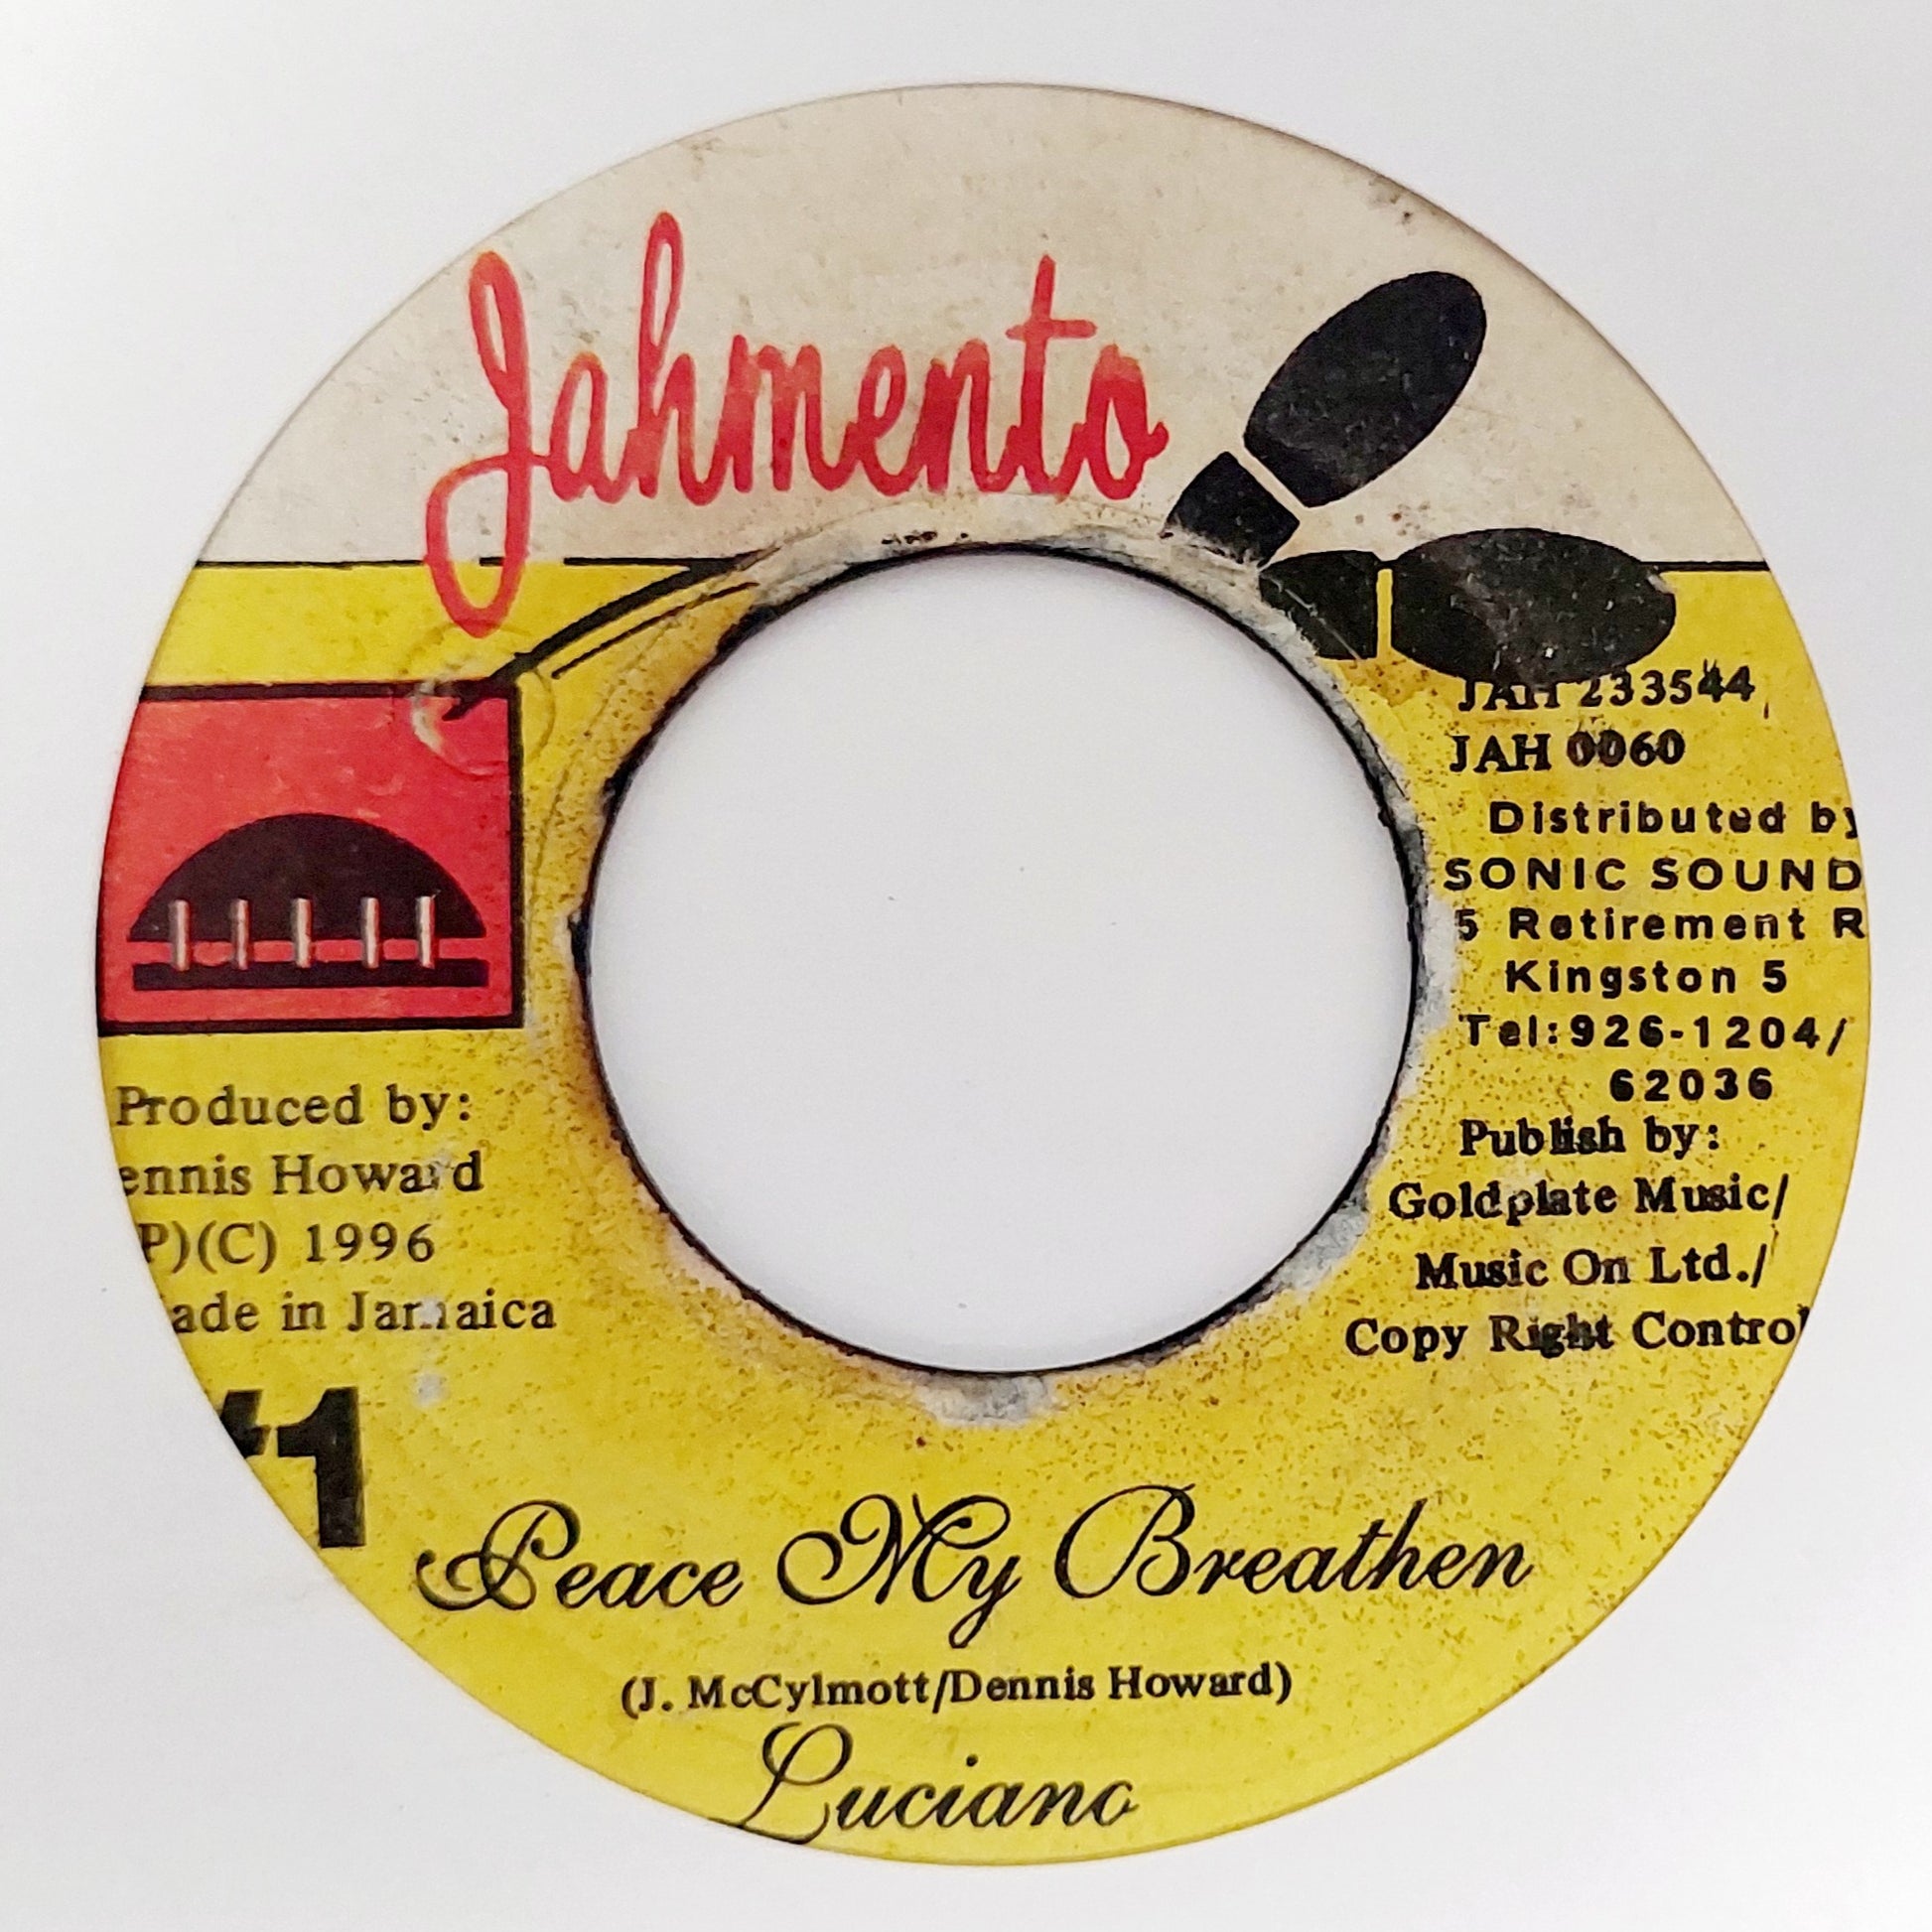 Jahmento
JAH 233544
JAH 0060
Distributed by
SONIC SOUND
5 Retirement R
Kingston 5
Tel:926-1204/
62036
Publish by:
Goldplate Music/
Music On Ltd./
Copy Right Control
Produced by:
ennis Howard
P)(C) 1996
ade in Jamaica
1
Peace My Breathen
(J. McCylmott/Dennis Howard)
Luciano